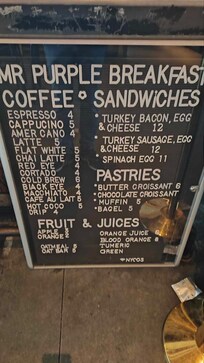 MR PURPLE BREAKFAST
COFFEE SANDWICHES
ESPRESSO 4
CAPPUCINO 5
AMERICANO 4
LATTE 5
FLAT WHITE 5
CHAI LATTE 5
RED EYE 4
CORTADO 4
COLD BREW 6
BLACK EYE 4
MACCHIATO 4
CAFE AU LAIT 5
HOT COCO 5
DRIP 4
* TURKEY BACON, EGG
& CHEESE 12
* TURKEY SAUSAGE, EGG
& CHEESE 12
* SPINACH EGG 11
PASTRIES
* BUTTER CROISSANT 6
* CHOCOLATE CROISSANT
* MUFFIN 5
* BAGEL 5
FRUIT & JUICES
APPLE
ORANGE
OATMEAL 5
OAT BAR
ORANGE JUICE
BLOOD ORANGE
TUMERIC
GREEN